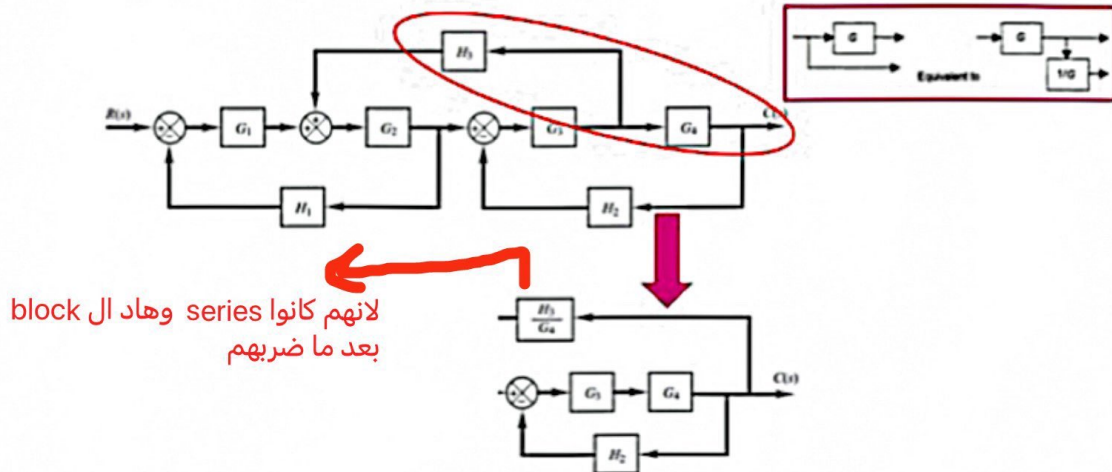 G
Equivalent to
G
1/G
H₃
R(s)
G₁
G₂
G₃
G₄
C(s)
H₁
H₂
لانهم كانوا series وهاد ال block
بعد ما ضربهم
H₃
G₄
C(s)
G₃
G₄
H₂